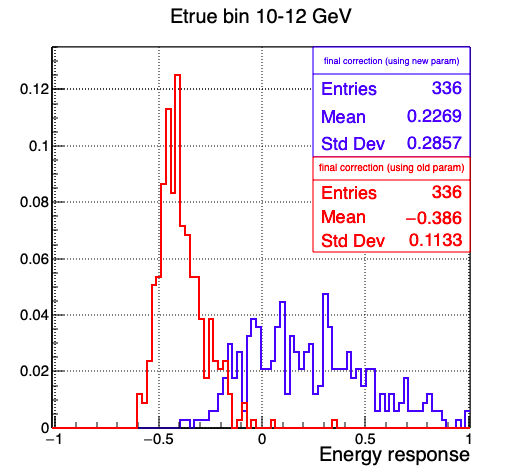 Etrue bin 10-12 GeV
final correction (using new param)
Entries 336
Mean 0.2269
Std Dev 0.2857
final correction (using old param)
Entries 336
Mean −0.386
Std Dev 0.1133
0.12
0.1
0.08
0.06
0.04
0.02
0
−1 −0.5 0 0.5 1
Energy response